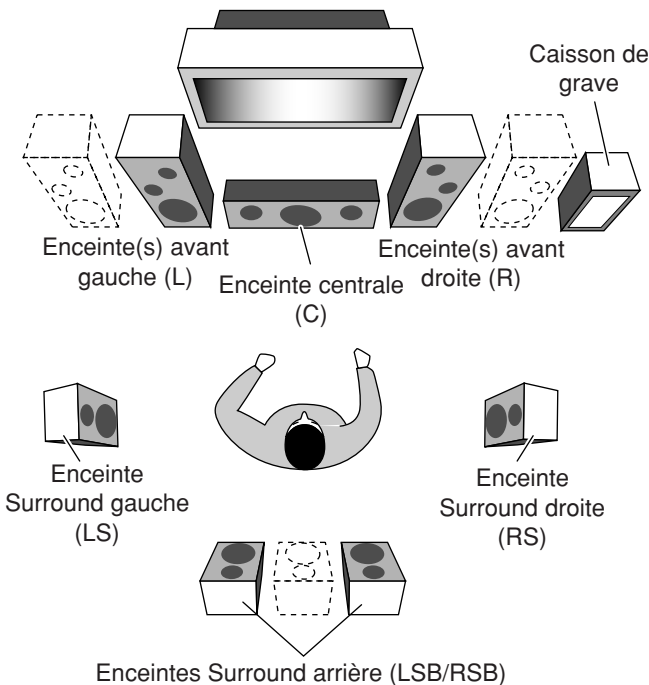 Caisson de
grave
Enceinte(s) avant
gauche (L)
Enceinte centrale
(C)
Enceinte(s) avant
droite (R)
Enceinte
Surround gauche
(LS)
Enceinte
Surround droite
(RS)
Enceintes Surround arrière (LSB/RSB)